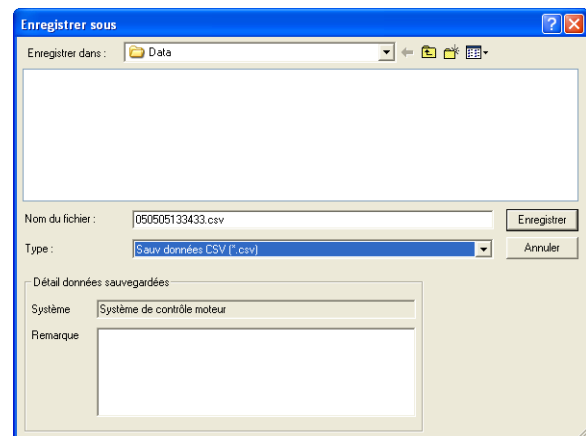 Enregistrer sous
Enregistrer dans : Data
Nom du fichier : 050505133433.csv Enregistrer
Type : Sauv données CSV (*.csv) Annuler
Détail données sauvegardées
Système Système de contrôle moteur
Remarque